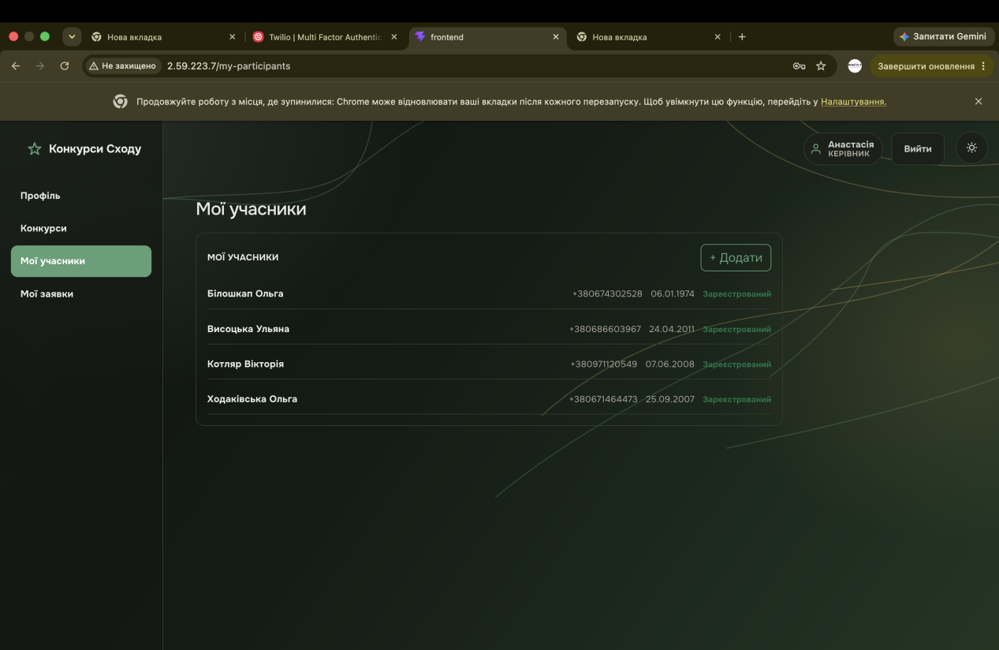 Нова вкладка
Twilio | Multi Factor Authentic
frontend
Нова вкладка
Запитати Gemini
Не захищено
2.59.223.7/my-participants
Завершити оновлення
Продовжуйте роботу з місця, де зупинилися: Chrome може відновлювати ваші вкладки після кожного перезапуску. Щоб увімкнути цю функцію, перейдіть у Налаштування.
Конкурси Сходу
Анастасія
КЕРІВНИК
Вийти
Профіль
Конкурси
Мої учасники
Мої заявки
Мої учасники
МОЇ УЧАСНИКИ
+ Додати
Білошкап Ольга +380674302528 06.01.1974 Зареєстрований
Висоцька Ульяна +380686603967 24.04.2011 Зареєстрований
Котляр Вікторія +380971120549 07.06.2008 Зареєстрований
Ходаківська Ольга +380671464473 25.09.2007 Зареєстрований